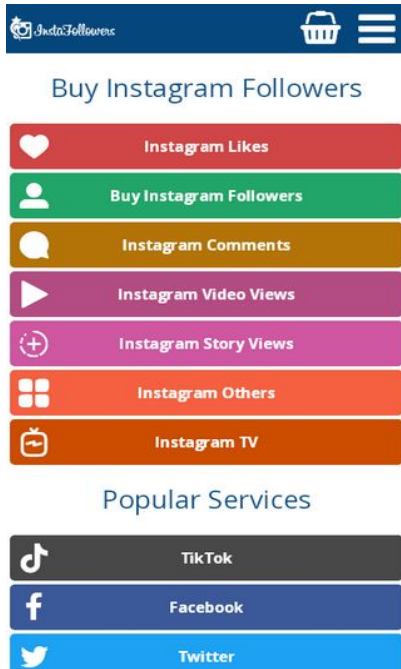 InstaFollowers
Buy Instagram Followers
Instagram Likes
Buy Instagram Followers
Instagram Comments
Instagram Video Views
Instagram Story Views
Instagram Others
Instagram TV
Popular Services
TikTok
Facebook
Twitter